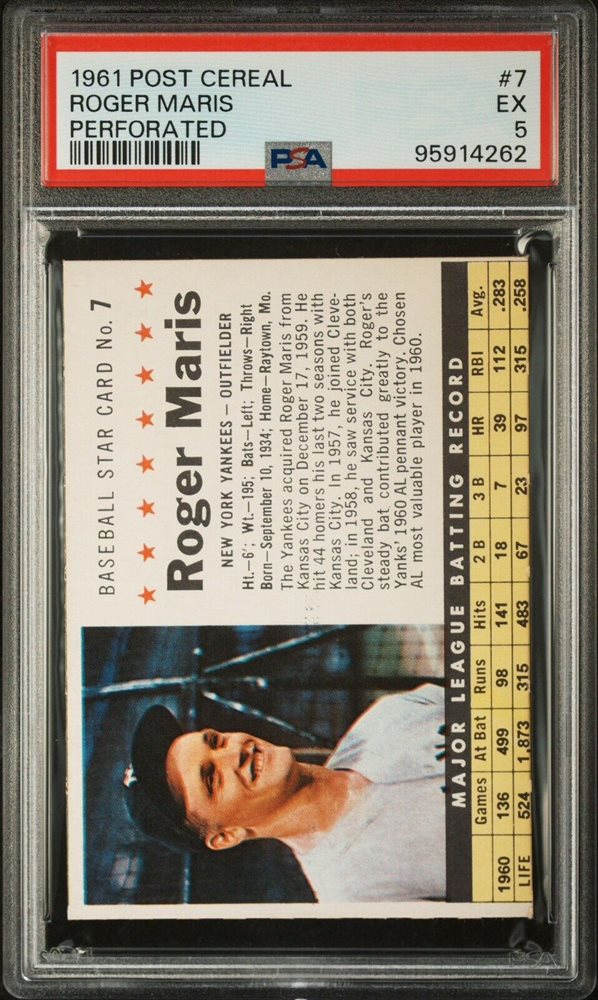 1961 POST CEREAL #7
ROGER MARIS EX
PERFORATED 5
PSA 95914262
BASEBALL STAR CARD No. 7
Roger Maris
NEW YORK YANKEES — OUTFIELDER
Ht.—6'; Wt.—195; Bats—Left; Throws—Right
Born—September 10, 1934; Home—Raytown, Mo.
The Yankees acquired Roger Maris from
Kansas City on December 17, 1959. He
hit 44 homers his last two seasons with
Kansas City. In 1957, he joined Cleve-
land; in 1958, he saw service with both
Cleveland and Kansas City. Roger's
steady bat contributed greatly to the
Yanks' 1960 AL pennant victory. Chosen
AL most valuable player in 1960.
MAJOR LEAGUE BATTING RECORD
Games At Bat Runs Hits 2 B 3 B HR RBI Avg.
1960 136 499 98 141 18 7 39 112 .283
LIFE 524 1,873 315 483 67 23 97 315 .258
PSA